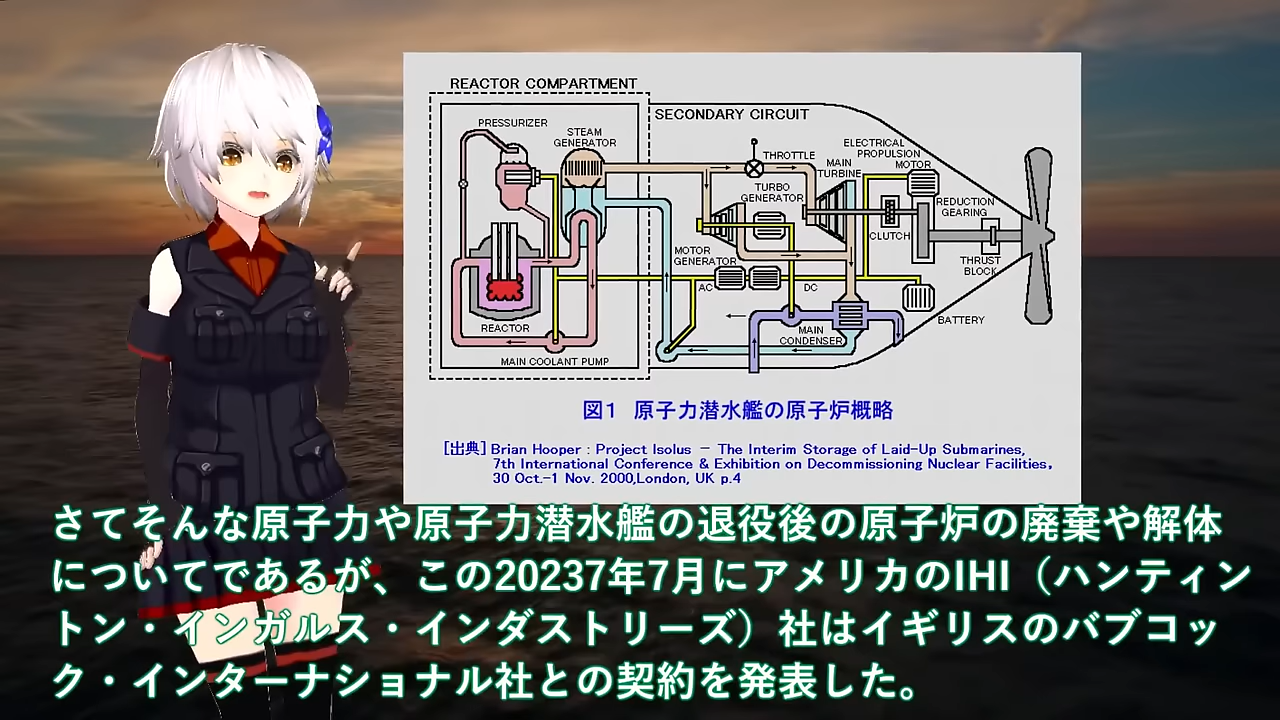 REACTOR COMPARTMENT
SECONDARY CIRCUIT
PRESSURIZER
STEAM
GENERATOR
THROTTLE
ELECTRICAL
PROPULSION
MOTOR
MAIN
TURBINE
TURBO
GENERATOR
REDUCTION
GEARING
CLUTCH
MOTOR
GENERATOR
THRUST
BLOCK
AC
DC
REACTOR
BATTERY
MAIN
CONDENSER
MAIN COOLANT PUMP
図1 原子力潜水艦の原子炉概略
[出典] Brian Hooper : Project Isolus − The Interim Storage of Laid-Up Submarines,
7th International Conference & Exhibition on Decommissioning Nuclear Facilities,
30 Oct.-1 Nov. 2000,London, UK p.4
さてそんな原子力や原子力潜水艦の退役後の原子炉の廃棄や解体
についてであるが、この20237年7月にアメリカのIHI（ハンティン
トン・インガルス・インダストリーズ）社はイギリスのバブコッ
ク・インターナショナル社との契約を発表した。